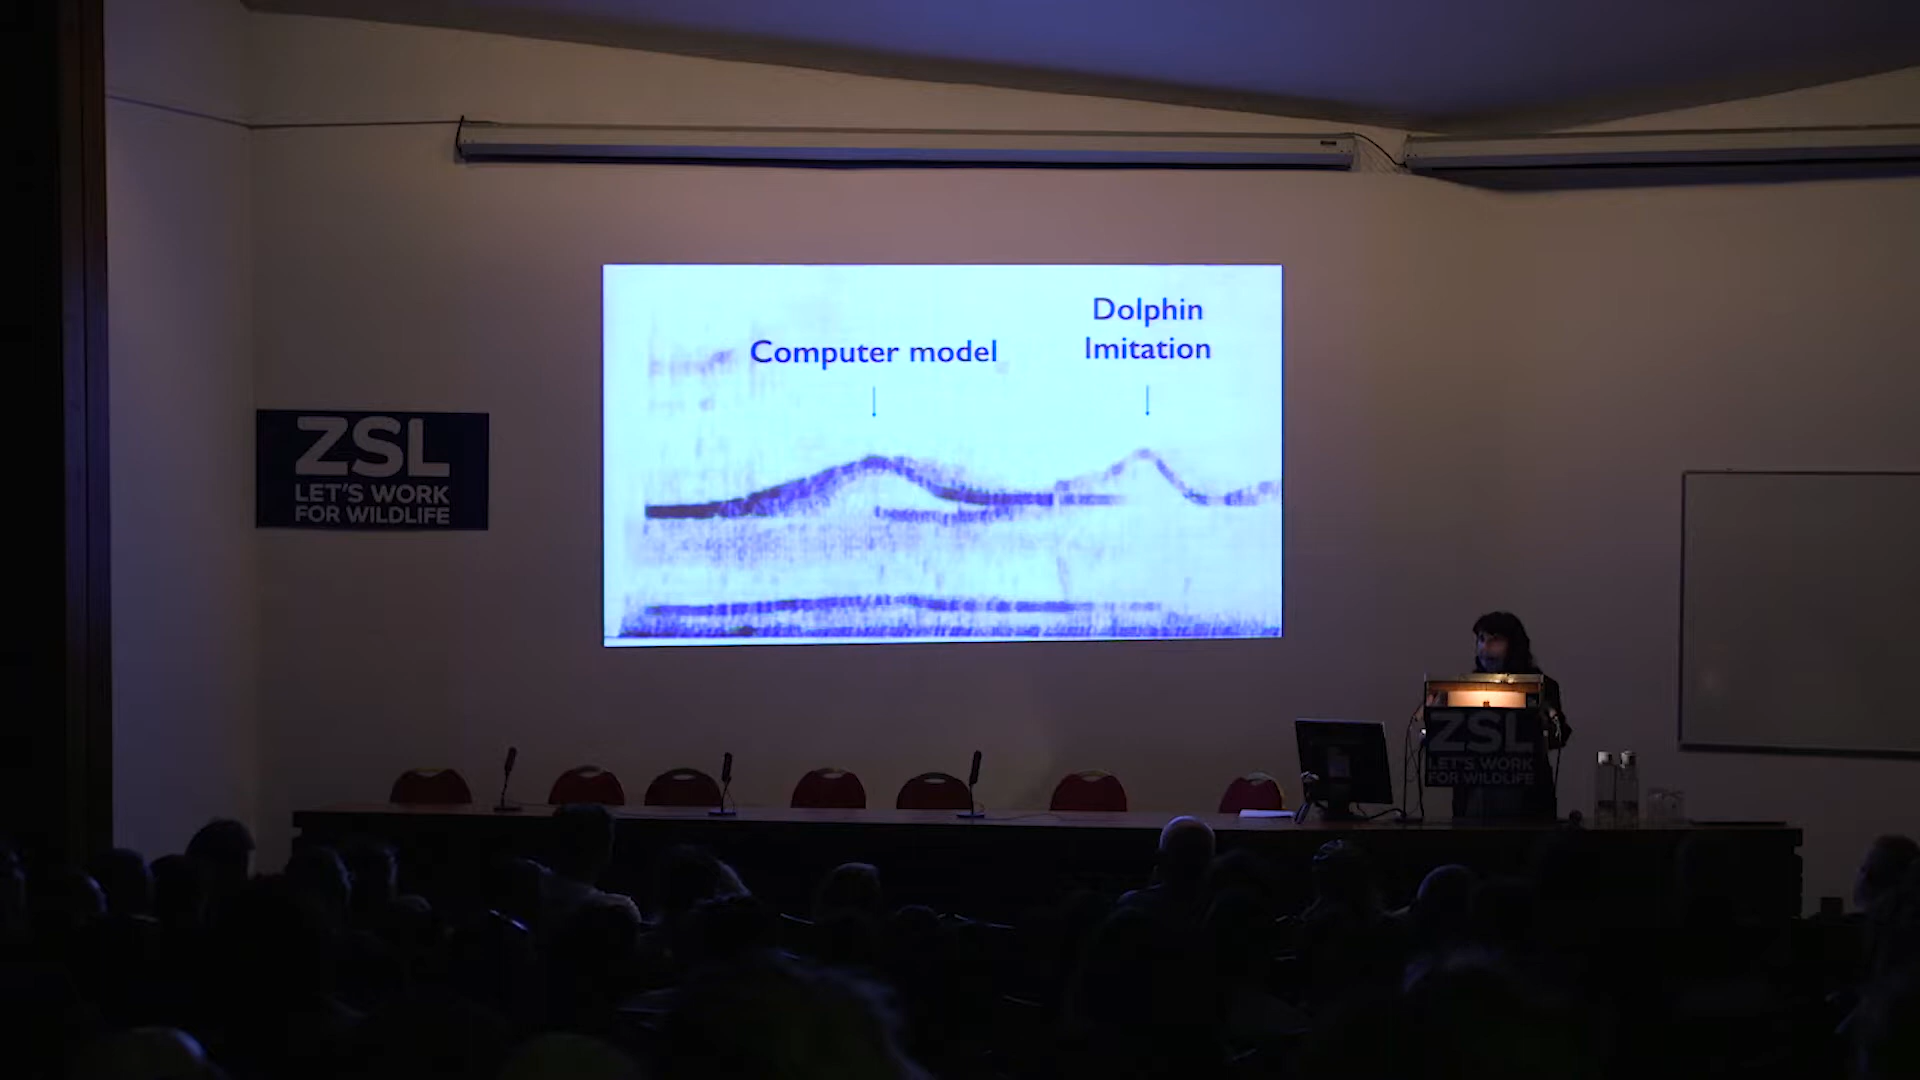 Dolphin
Imitation
Computer model
ZSL
LET'S WORK
FOR WILDLIFE
ZSL
LET'S WORK
FOR WILDLIFE